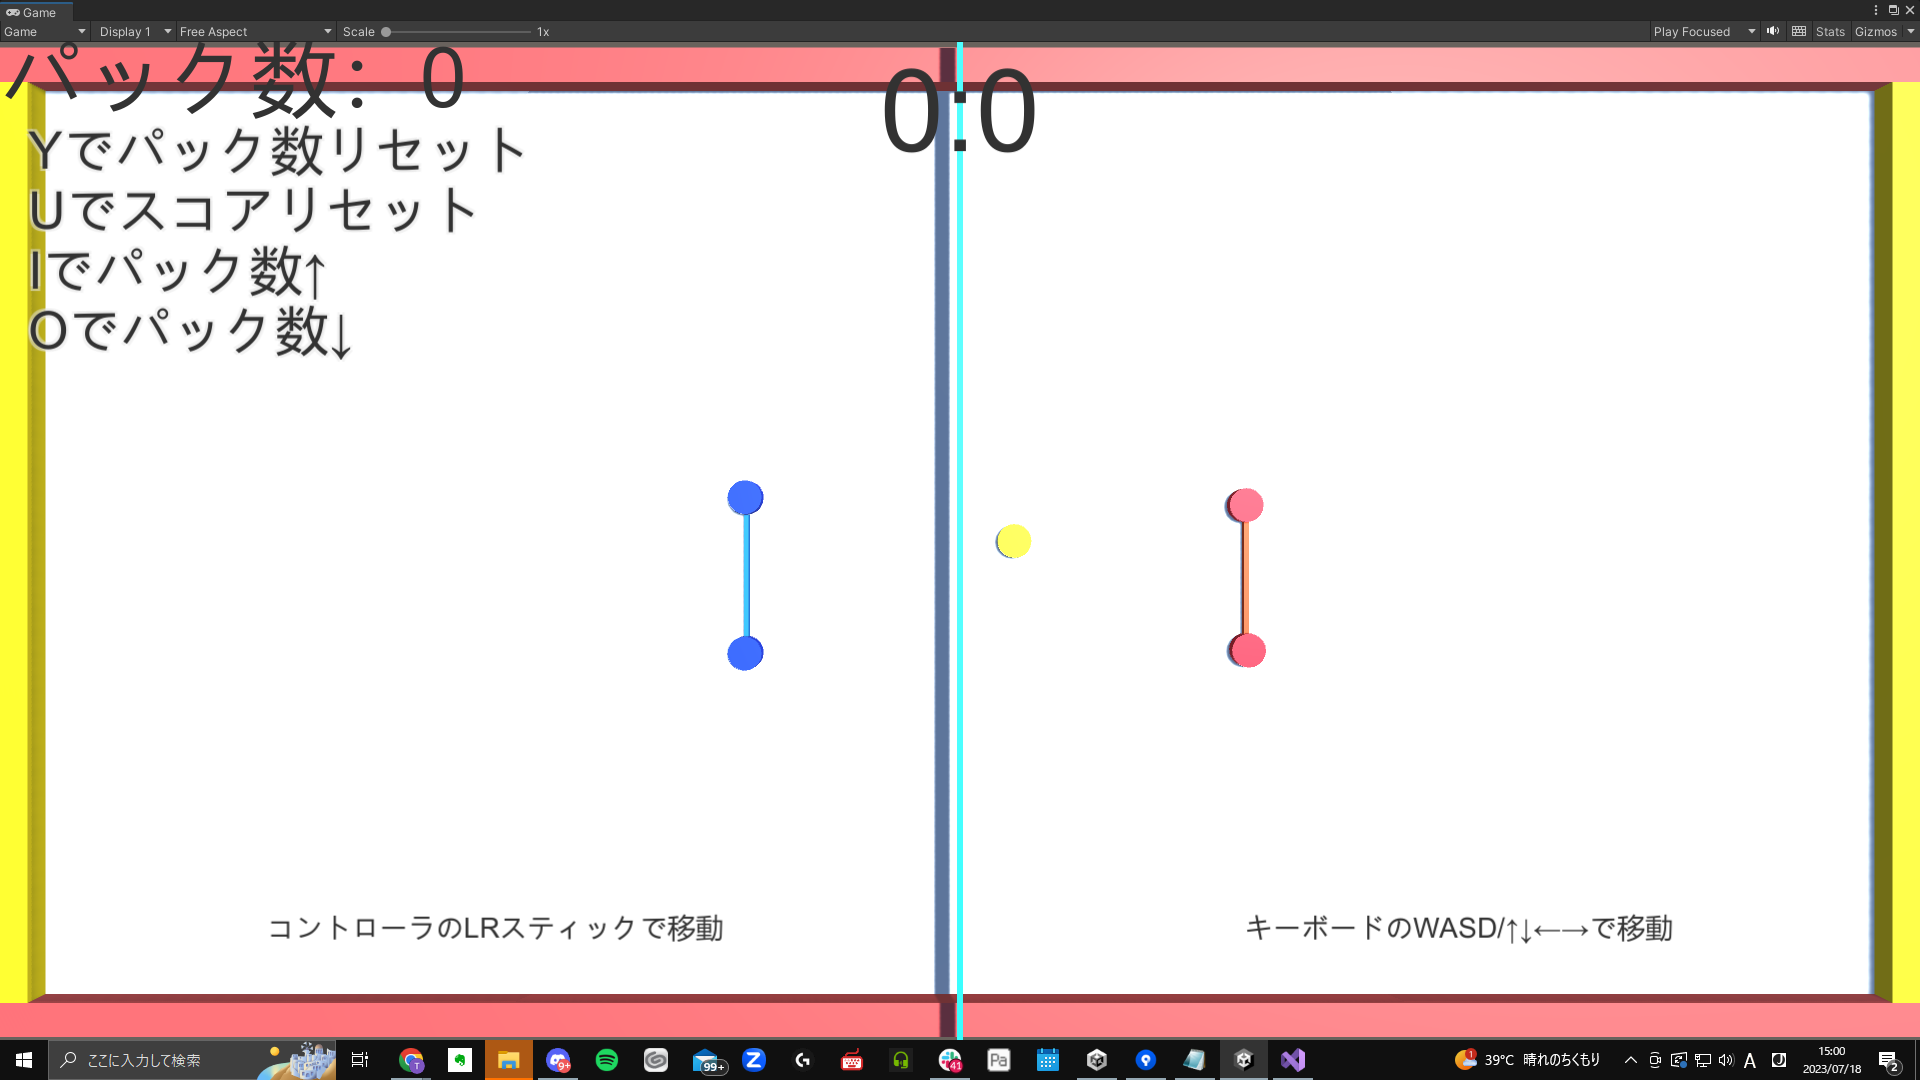 Game
Game Display 1 Free Aspect Scale 1x Play Focused Stats Gizmos
パック数: 0
0:0
Yでパック数リセット
Uでスコアリセット
Iでパック数↑
Oでパック数↓
コントローラのLRスティックで移動
キーボードのWASD/↑↓←→で移動
ここに入力して検索
T
9+
99+
Z
41
Pa
1
39°C 晴れのちくもり
A
J
15:00
2023/07/18
2